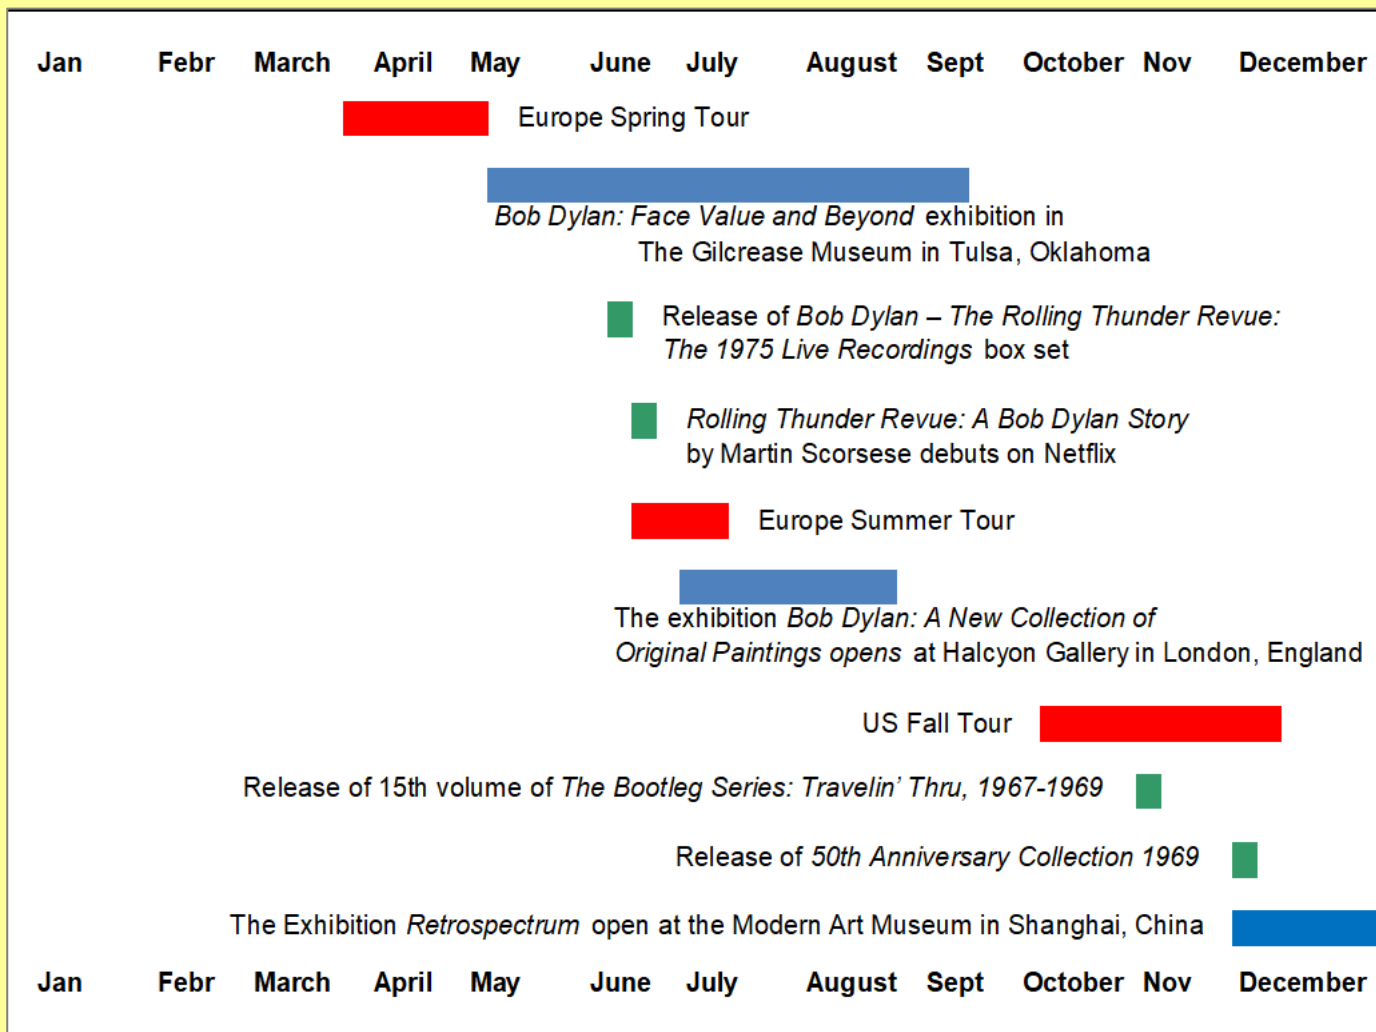 Jan Febr March April May June July August Sept October Nov December
Europe Spring Tour
Bob Dylan: Face Value and Beyond exhibition in
The Gilcrease Museum in Tulsa, Oklahoma
Release of Bob Dylan – The Rolling Thunder Revue:
The 1975 Live Recordings box set
Rolling Thunder Revue: A Bob Dylan Story
by Martin Scorsese debuts on Netflix
Europe Summer Tour
The exhibition Bob Dylan: A New Collection of
Original Paintings opens at Halcyon Gallery in London, England
US Fall Tour
Release of 15th volume of The Bootleg Series: Travelin’ Thru, 1967-1969
Release of 50th Anniversary Collection 1969
The Exhibition Retrospectrum open at the Modern Art Museum in Shanghai, China
Jan Febr March April May June July August Sept October Nov December